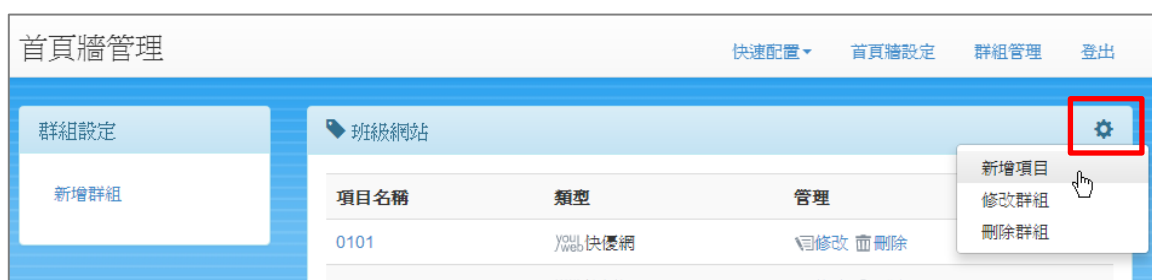 首頁牆管理
快速配置 首頁牆設定 群組管理 登出
群組設定
班級網站
新增群組
新增項目
修改群組
刪除群組
項目名稱 類型 管理
0101 you web 快優網 修改 刪除